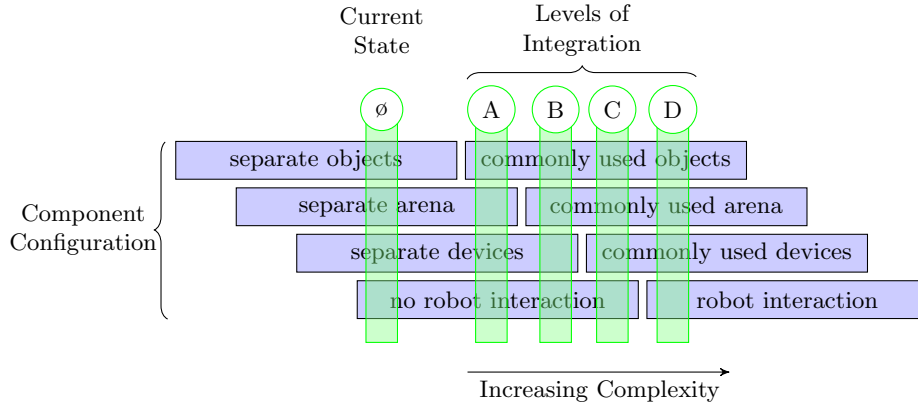 Current
State
Levels of
Integration
ø A B C D
separate objects commonly used objects
separate arena commonly used arena
Component
Configuration
separate devices commonly used devices
no robot interaction robot interaction
Increasing Complexity